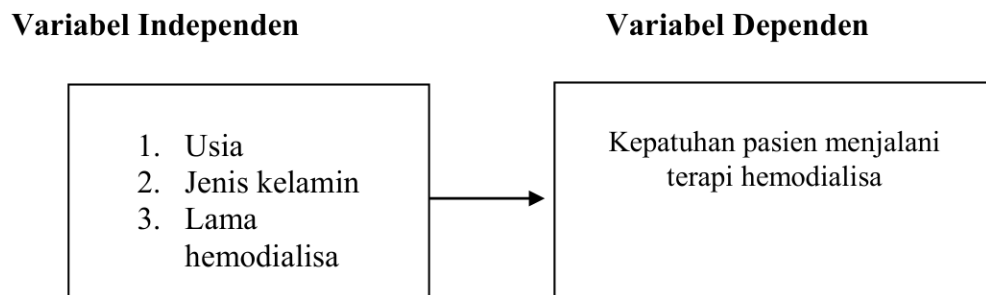 Variabel Independen
Variabel Dependen
1. Usia
2. Jenis kelamin
3. Lama
hemodialisa
Kepatuhan pasien menjalani
terapi hemodialisa